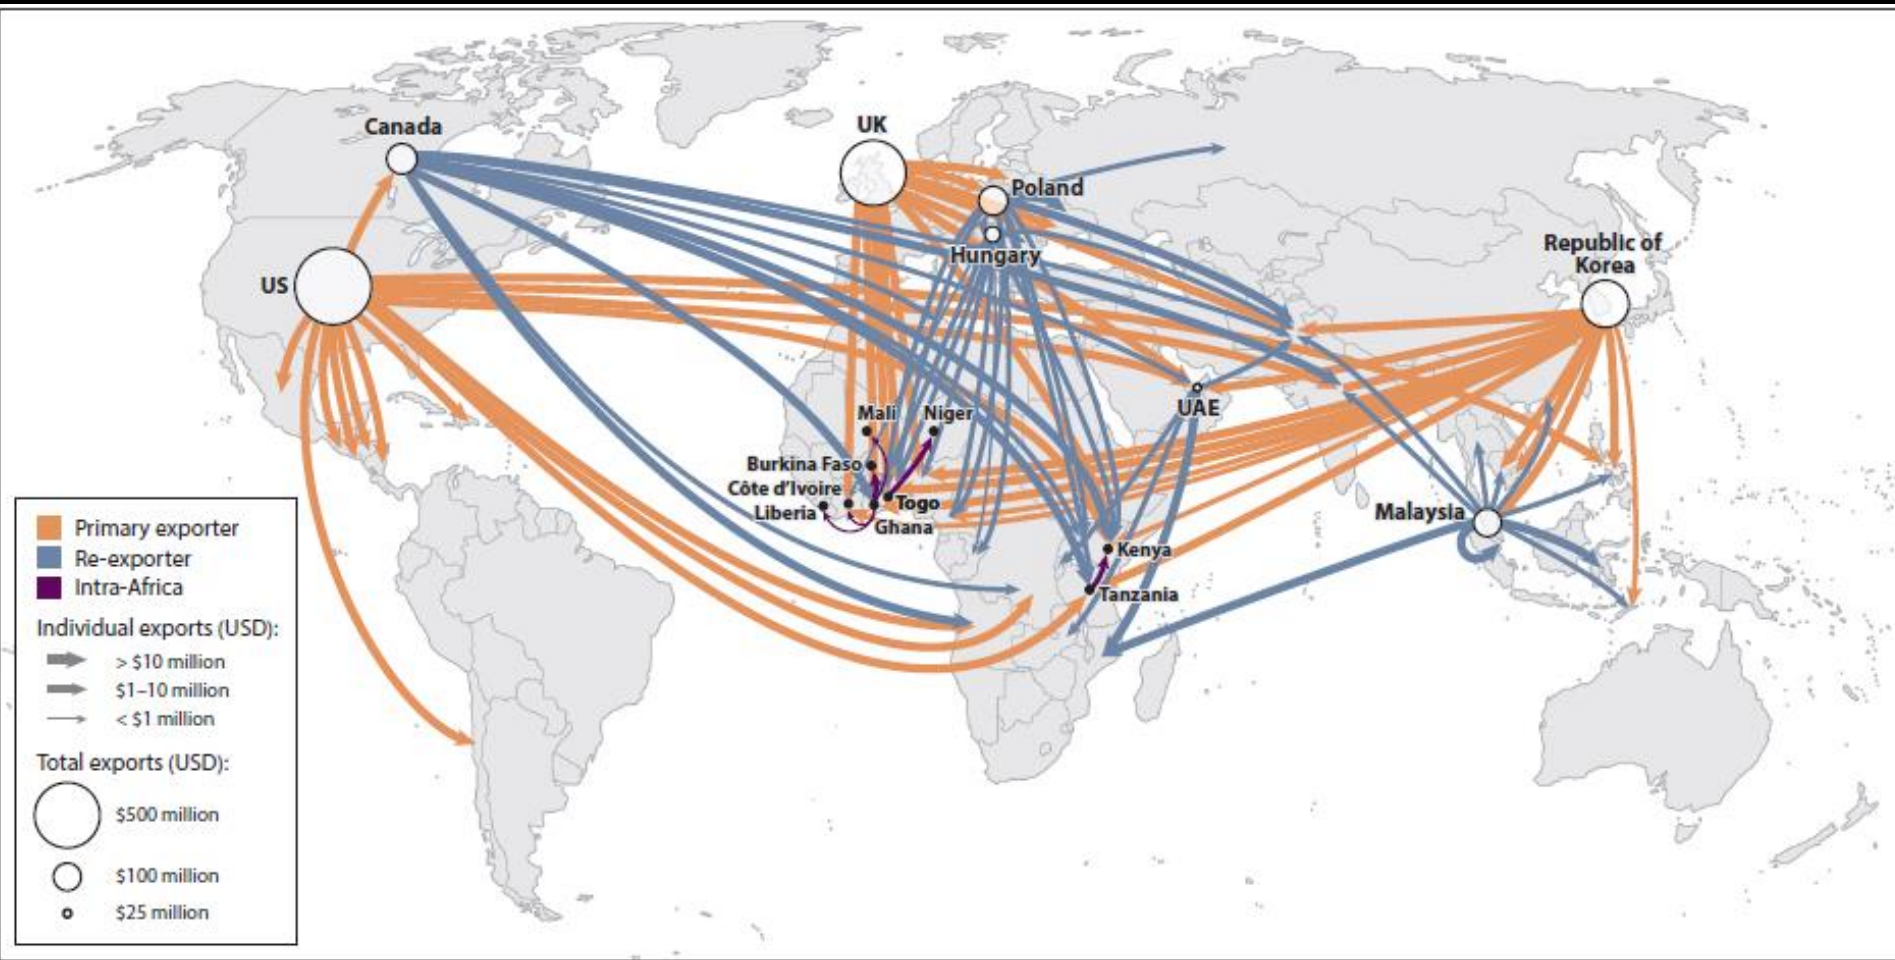 Canada
UK
Poland
Hungary
Republic of
Korea
US
UAE
Mali
Niger
Burkina Faso
Côte d'Ivoire
Liberia
Togo
Ghana
Malaysia
Kenya
Tanzania
Primary exporter
Re-exporter
Intra-Africa
Individual exports (USD):
> $10 million
$1–10 million
< $1 million
Total exports (USD):
$500 million
$100 million
$25 million